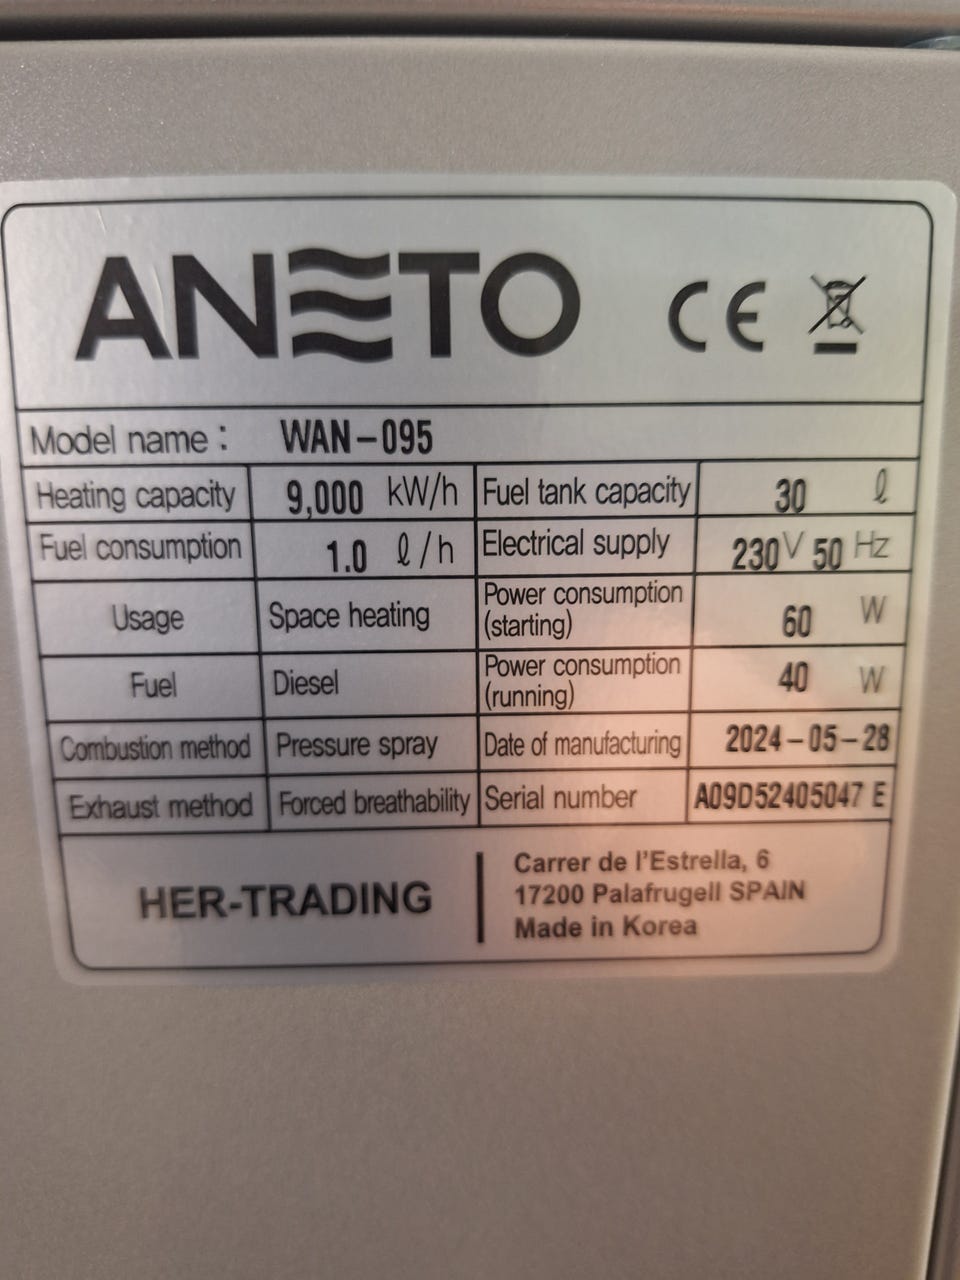 ANETO CE
Model name : WAN-095
Heating capacity 9,000 kW/h Fuel tank capacity 30 ℓ
Fuel consumption 1.0 ℓ/h Electrical supply 230V 50 Hz
Usage Space heating Power consumption (starting) 60 W
Fuel Diesel Power consumption (running) 40 W
Combustion method Pressure spray Date of manufacturing 2024-05-28
Exhaust method Forced breathability Serial number A09D52405047 E
HER-TRADING
Carrer de l'Estrella, 6
17200 Palafrugell SPAIN
Made in Korea